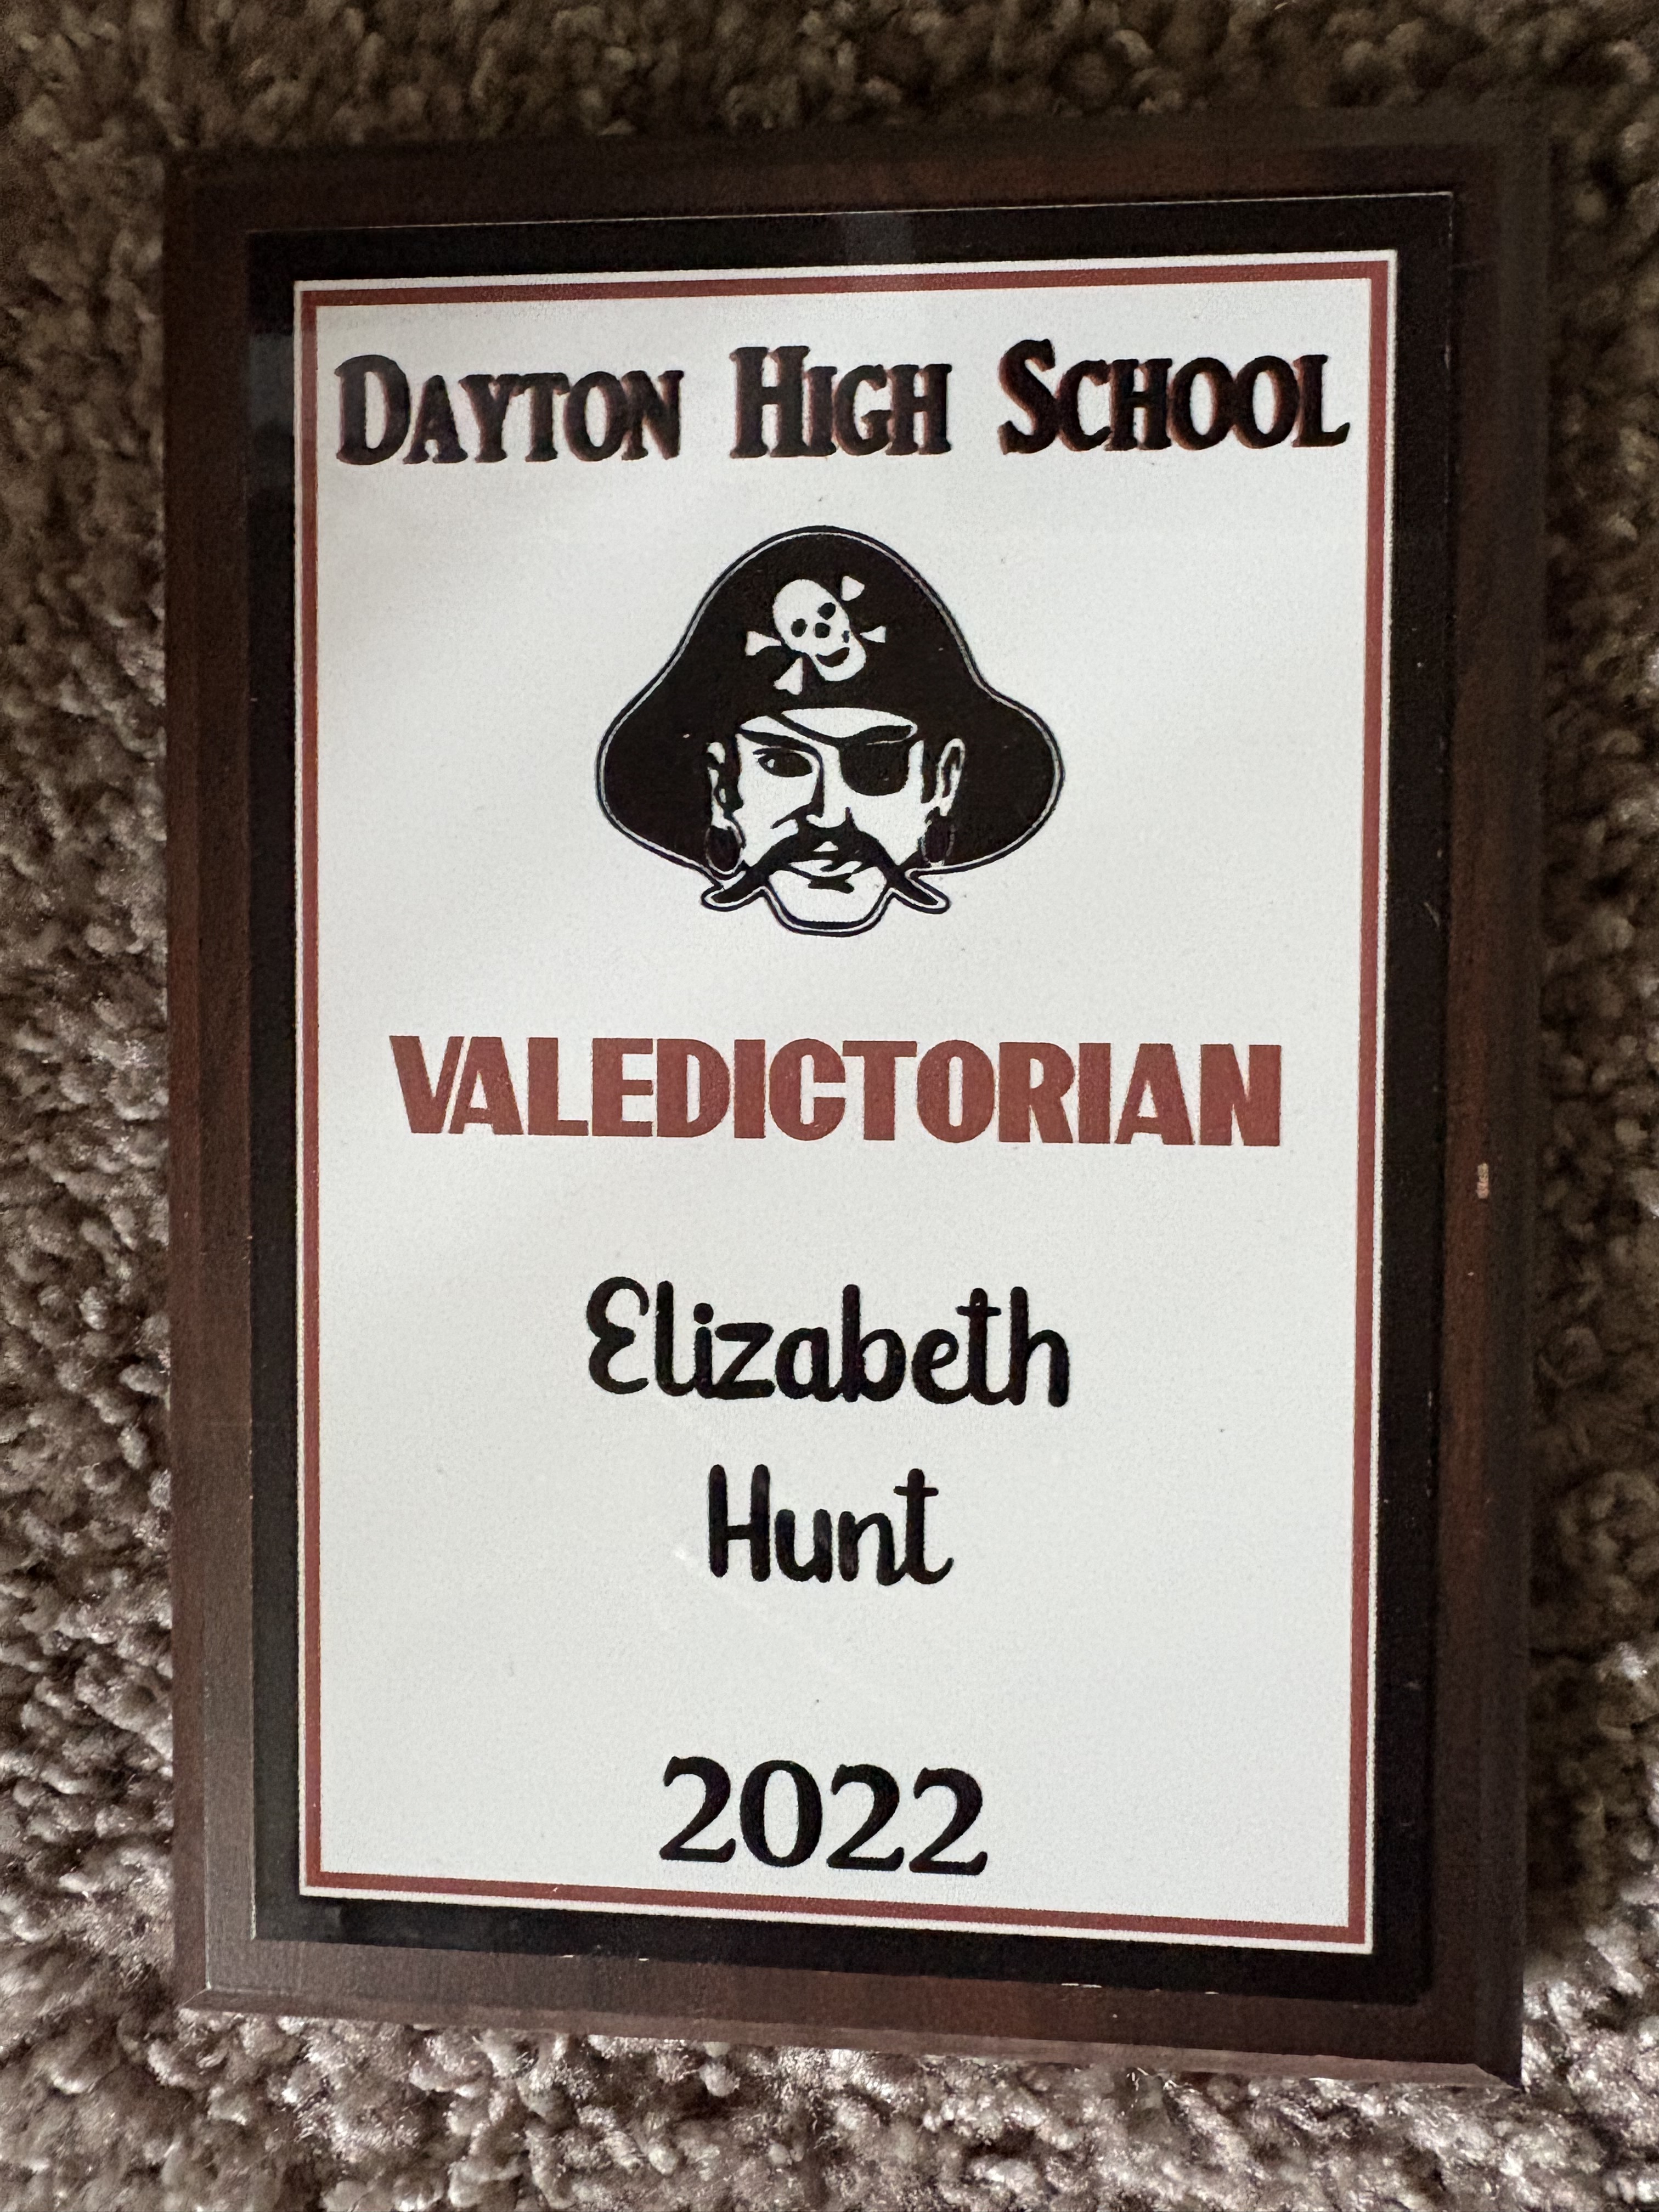 DAYTON HIGH SCHOOL
VALEDICTORIAN
Elizabeth
Hunt
2022